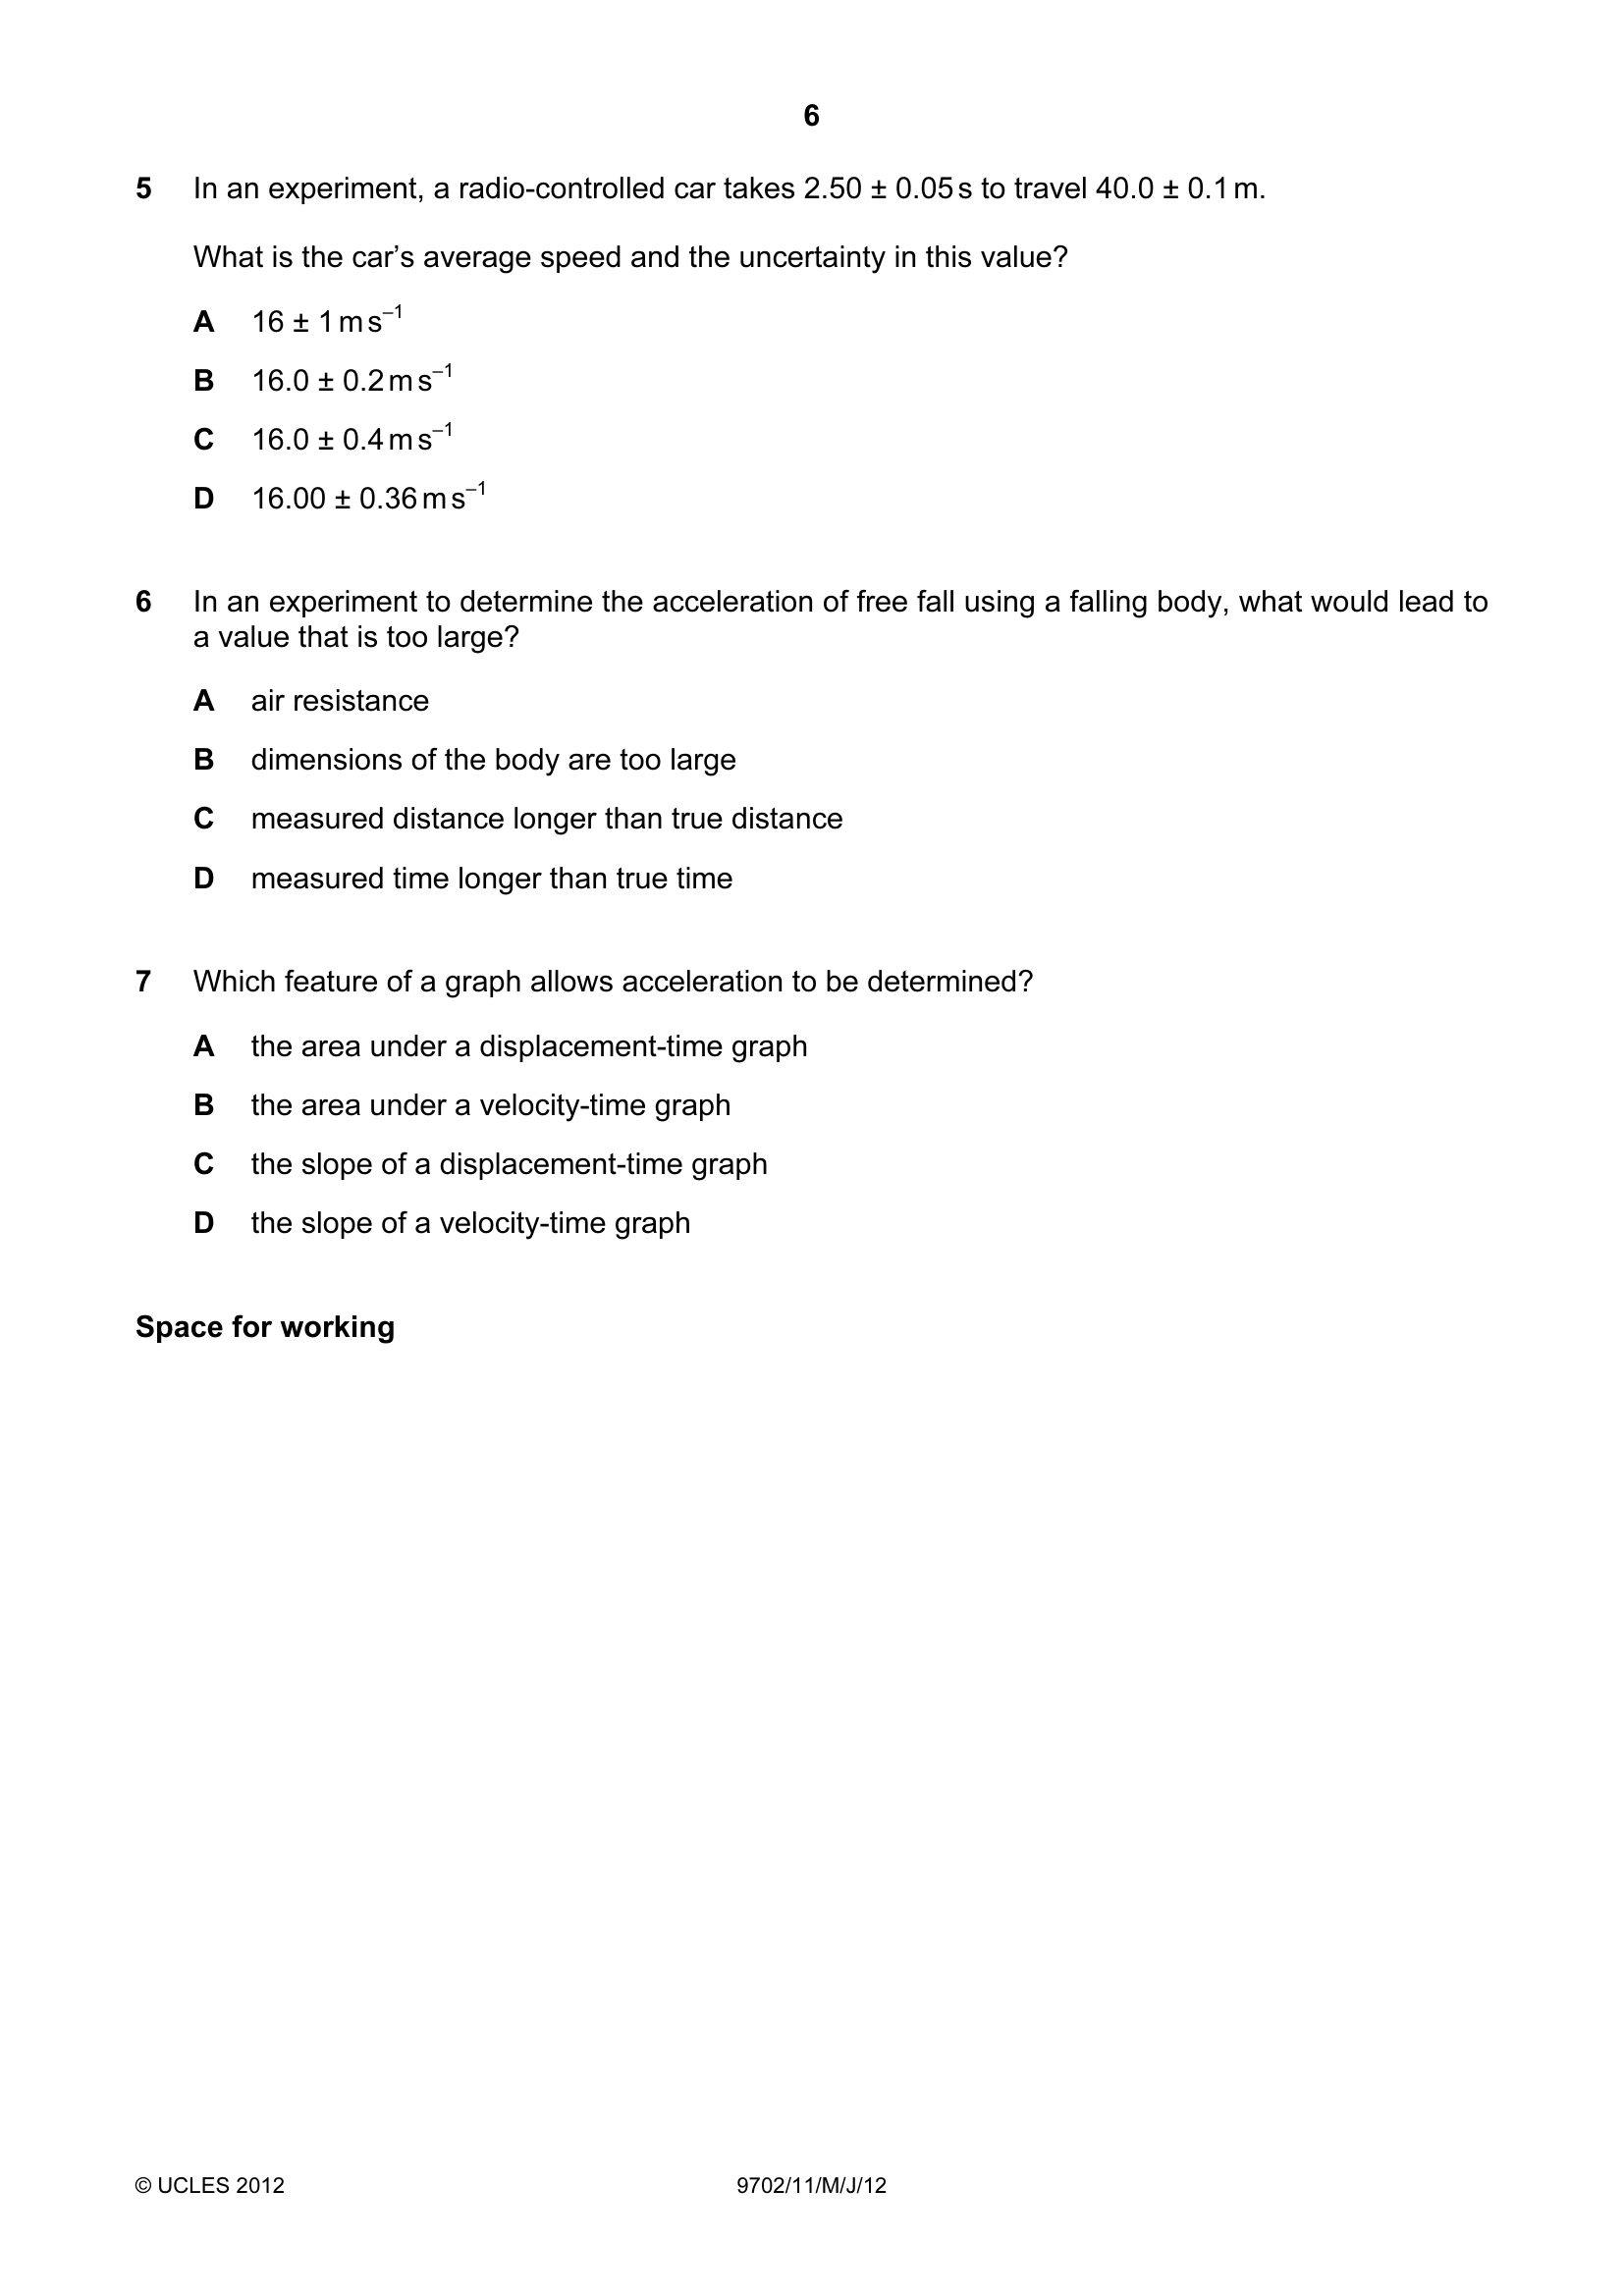 6
5 In an experiment, a radio-controlled car takes 2.50 ± 0.05 s to travel 40.0 ± 0.1 m.
What is the car’s average speed and the uncertainty in this value?
A 16 ± 1 m s⁻¹
B 16.0 ± 0.2 m s⁻¹
C 16.0 ± 0.4 m s⁻¹
D 16.00 ± 0.36 m s⁻¹
6 In an experiment to determine the acceleration of free fall using a falling body, what would lead to
a value that is too large?
A air resistance
B dimensions of the body are too large
C measured distance longer than true distance
D measured time longer than true time
7 Which feature of a graph allows acceleration to be determined?
A the area under a displacement-time graph
B the area under a velocity-time graph
C the slope of a displacement-time graph
D the slope of a velocity-time graph
Space for working
© UCLES 2012 9702/11/M/J/12